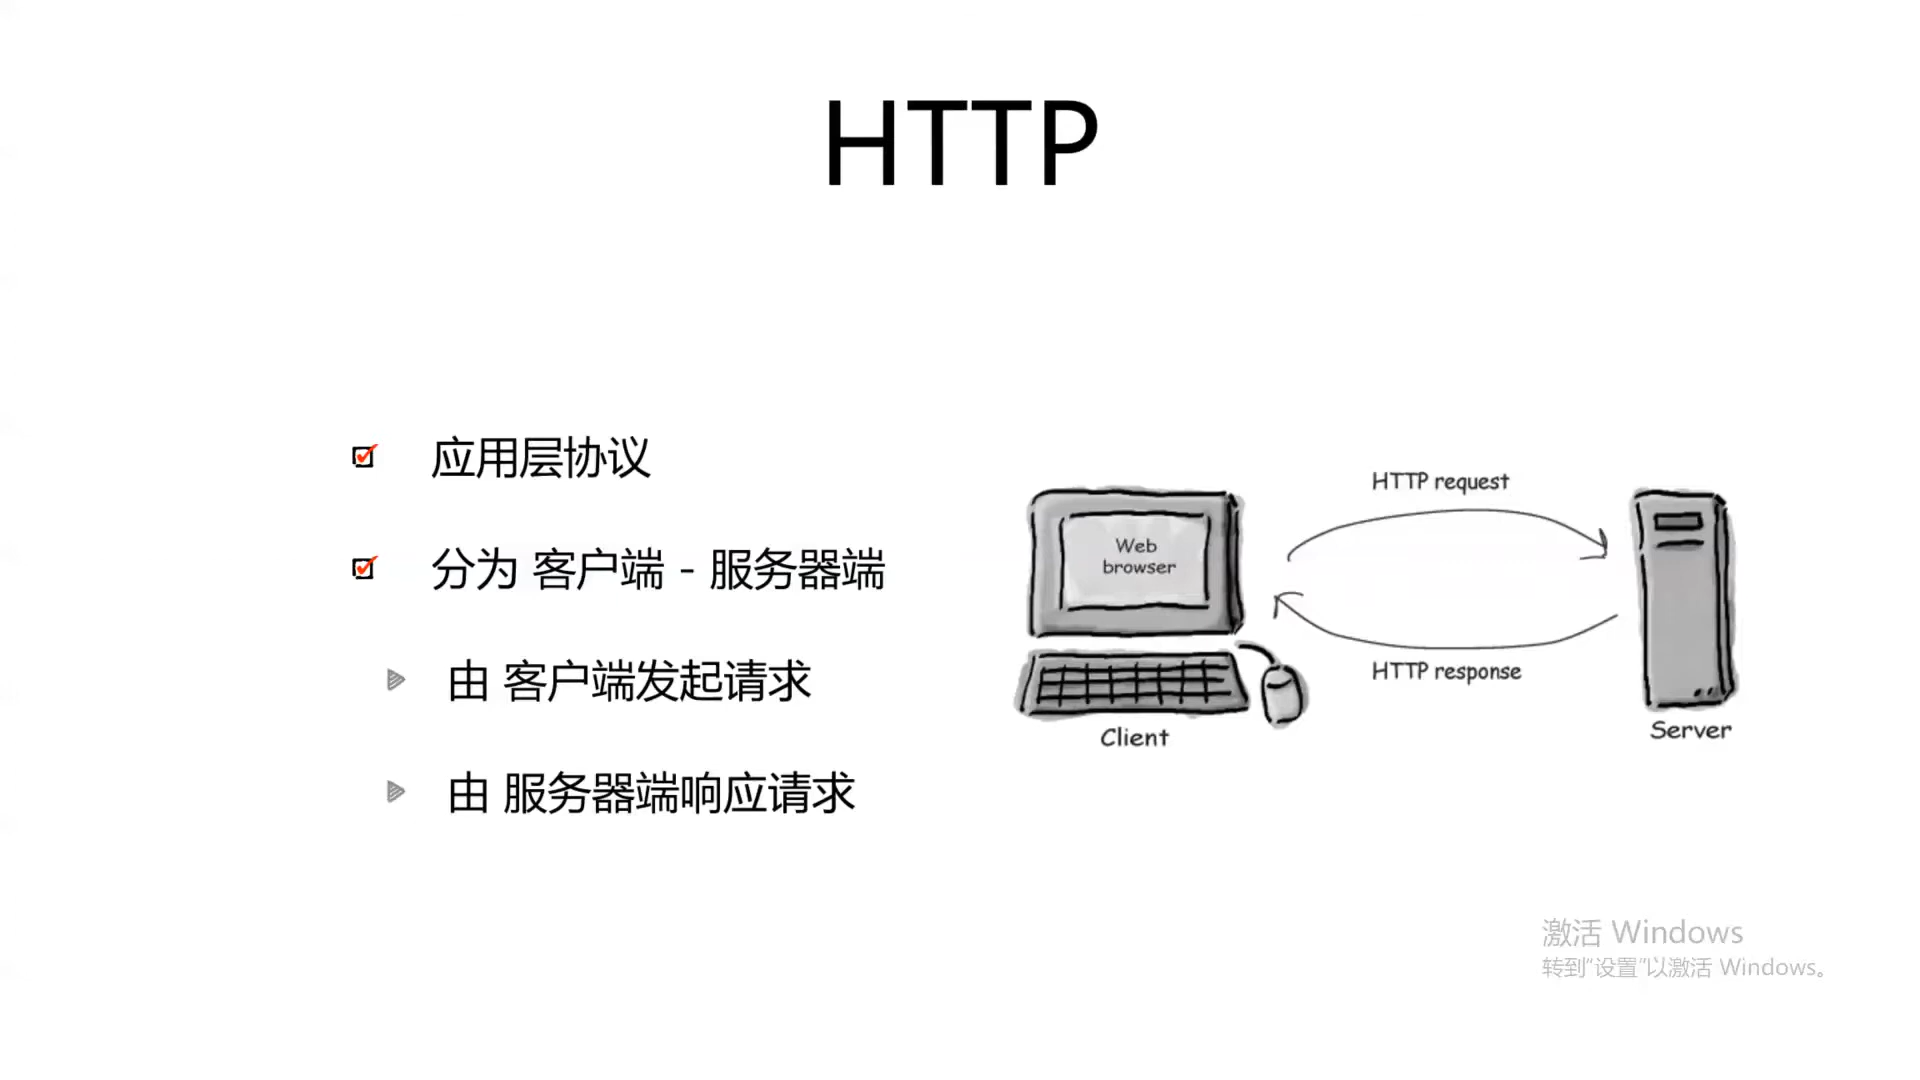 HTTP
应用层协议
分为 客户端 - 服务器端
由 客户端发起请求
由 服务器端响应请求
HTTP request
Web
browser
HTTP response
Client
Server
激活 Windows
转到“设置”以激活 Windows。